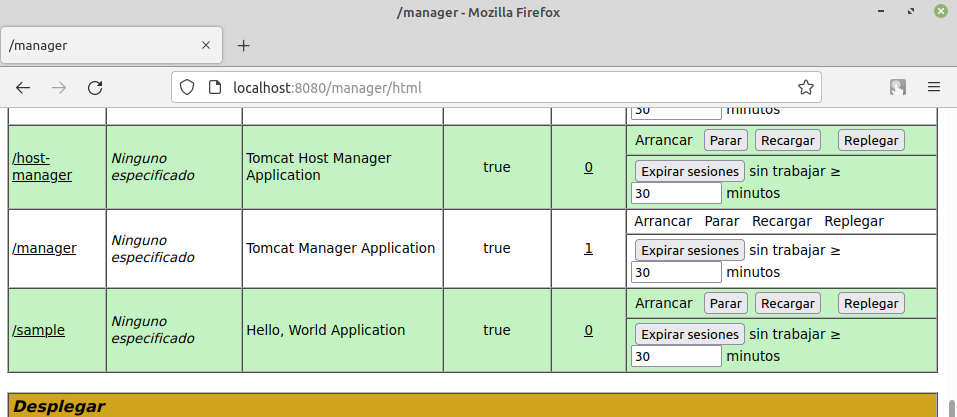 /manager - Mozilla Firefox
/manager
localhost:8080/manager/html
30 minutos
/host-
manager
Ninguno
especificado
Tomcat Host Manager
Application
true
0
Arrancar Parar Recargar Replegar
Expirar sesiones sin trabajar ≥
30 minutos
/manager
Ninguno
especificado
Tomcat Manager Application
true
1
Arrancar Parar Recargar Replegar
Expirar sesiones sin trabajar ≥
30 minutos
/sample
Ninguno
especificado
Hello, World Application
true
0
Arrancar Parar Recargar Replegar
Expirar sesiones sin trabajar ≥
30 minutos
Desplegar